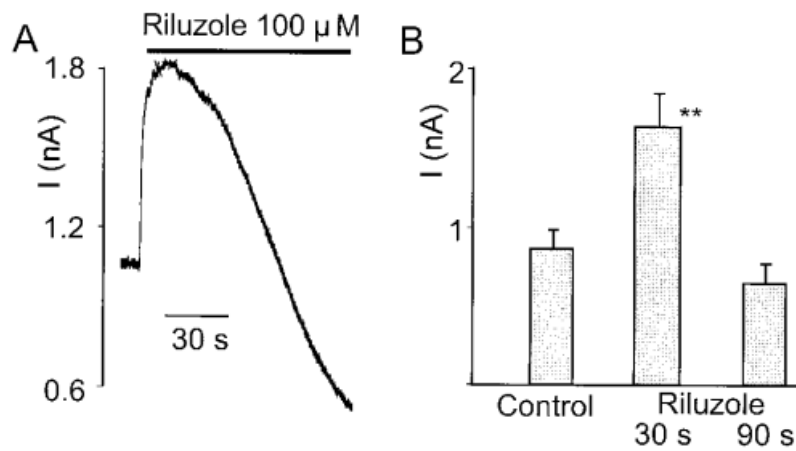 A
Riluzole 100 µM
I (nA)
1.8
1.2
0.6
30 s
B
I (nA)
2
1
**
Control
Riluzole
30 s 90 s